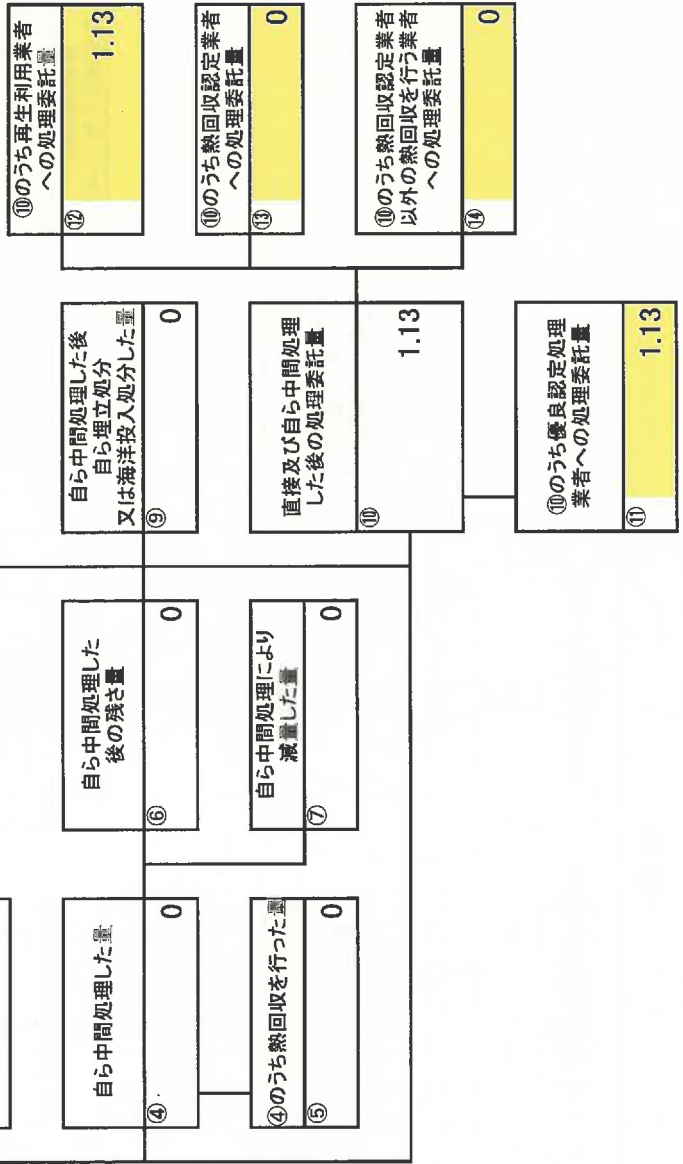 自ら中間処理した量
④
0
④のうち熱回収を行った量
⑤
0
自ら中間処理した
後の残さ量
⑥
0
自ら中間処理により
減量した量
⑦
0
自ら中間処理した後
自ら埋立処分
又は海洋投入処分した量
⑨
0
直接及び自ら中間処理
した後の処理委託量
⑩
1.13
⑩のうち優良認定処理
業者への処理委託量
⑪
1.13
⑩のうち再生利用業者
への処理委託量
⑫
1.13
⑩のうち熱回収認定業者
への処理委託量
⑬
0
⑩のうち熱回収認定業者
以外の熱回収を行う業者
への処理委託量
⑭
0